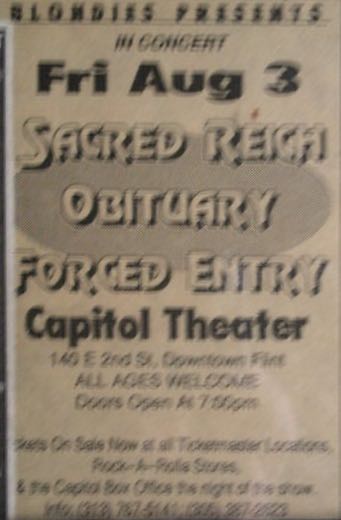 BLONDIES PRESENTS
IN CONCERT
Fri Aug 3
SACRED REICH
OBITUARY
FORCED ENTRY
Capitol Theater
140 E 2nd St, Downtown Flint
ALL AGES WELCOME
Doors Open At 7:00pm
On Sale Now at all Ticketmaster Locations,
Rock-A-Rolla Stores,
& the Capitol Box Office the night of the show.
Info: (313)